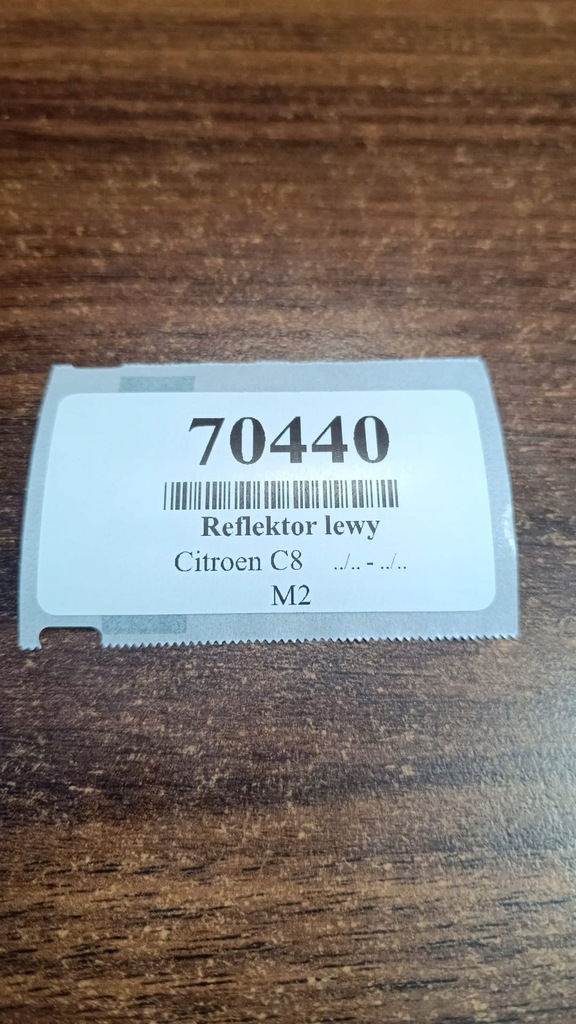 70440
Reflektor lewy
Citroen C8 ../.. - ../..
M2